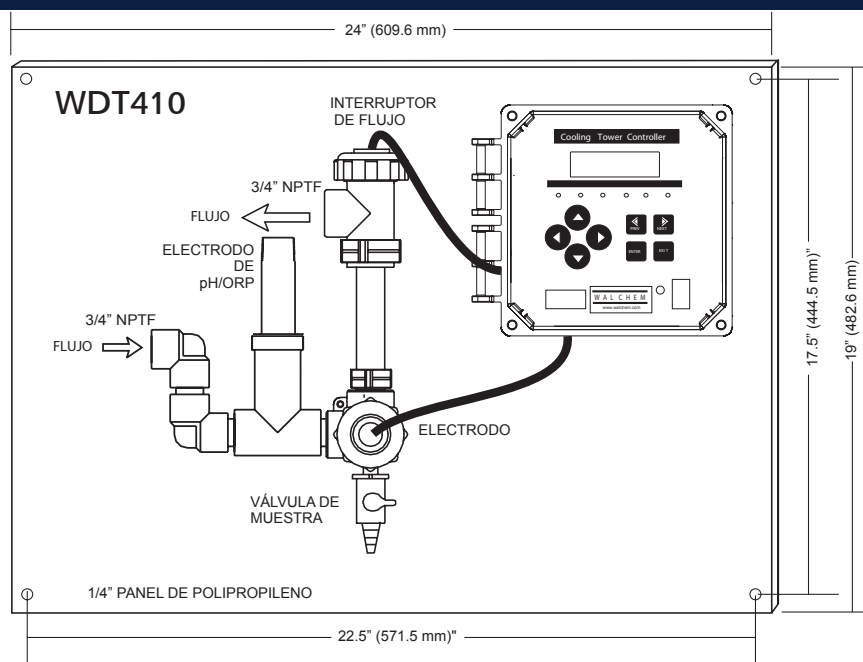 24” (609.6 mm)
WDT410
INTERRUPTOR
DE FLUJO
Cooling Tower Controller
3/4” NPTF
FLUJO
ELECTRODO
DE
pH/ORP
PREV
NEXT
ENTER
EXIT
WALCHEM
www.walchem.com
3/4” NPTF
FLUJO
ELECTRODO
VÁLVULA DE
MUESTRA
1/4” PANEL DE POLIPROPILENO
17.5” (444.5 mm)"
19” (482.6 mm)
22.5” (571.5 mm)"